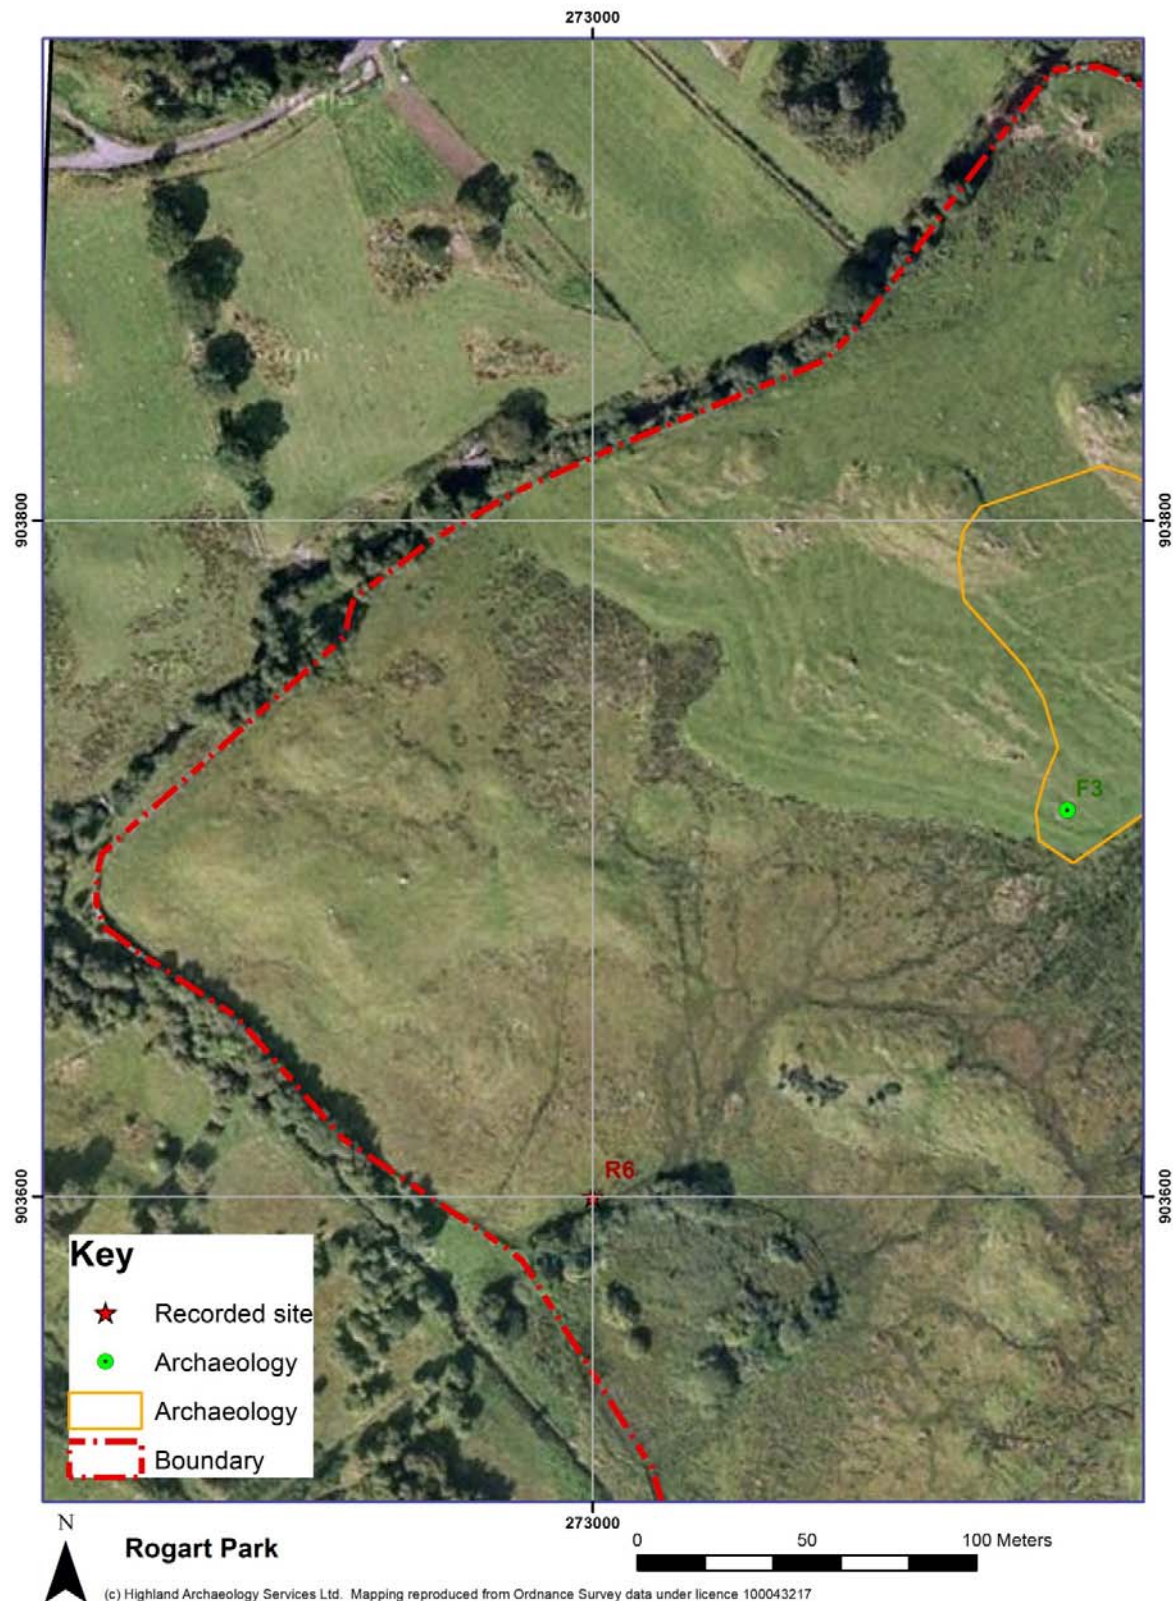 273000
903800
903800
F3
R6
903600
903600
Key
Recorded site
Archaeology
Archaeology
Boundary
273000
N
Rogart Park
0 50 100 Meters
(c) Highland Archaeology Services Ltd. Mapping reproduced from Ordnance Survey data under licence 100043217